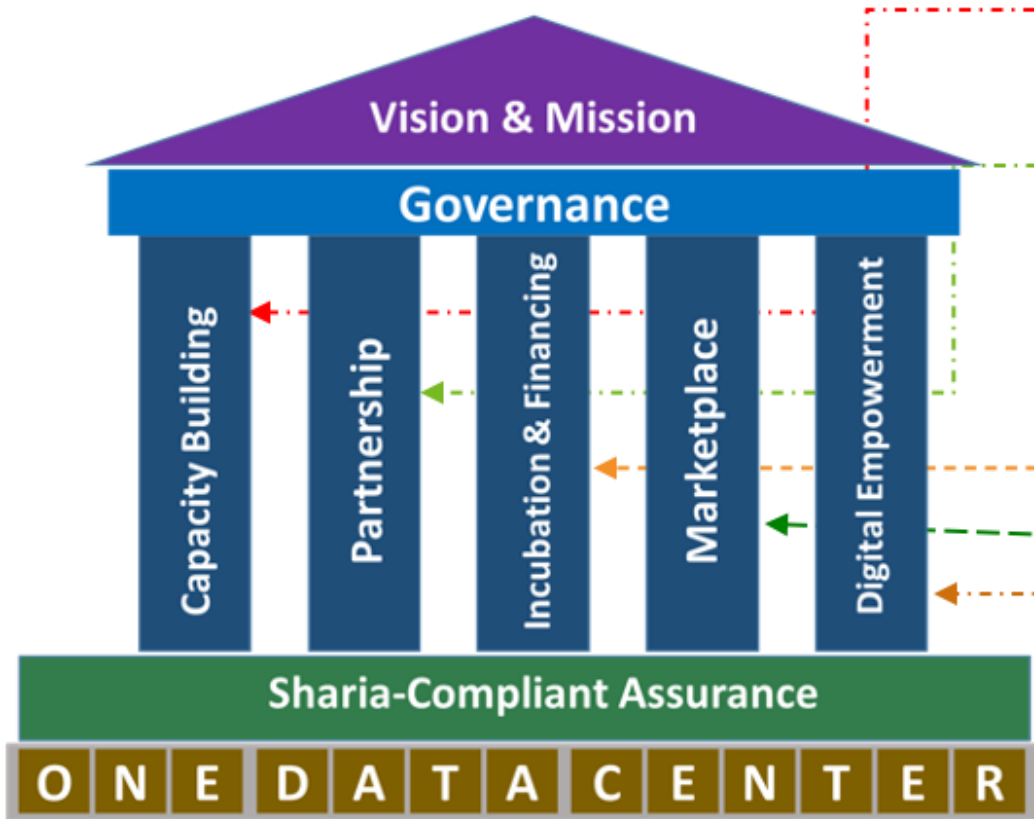 Vision & Mission
Governance
Capacity Building
Partnership
Incubation & Financing
Marketplace
Digital Empowerment
Sharia-Compliant Assurance
ONE DATA CENTER